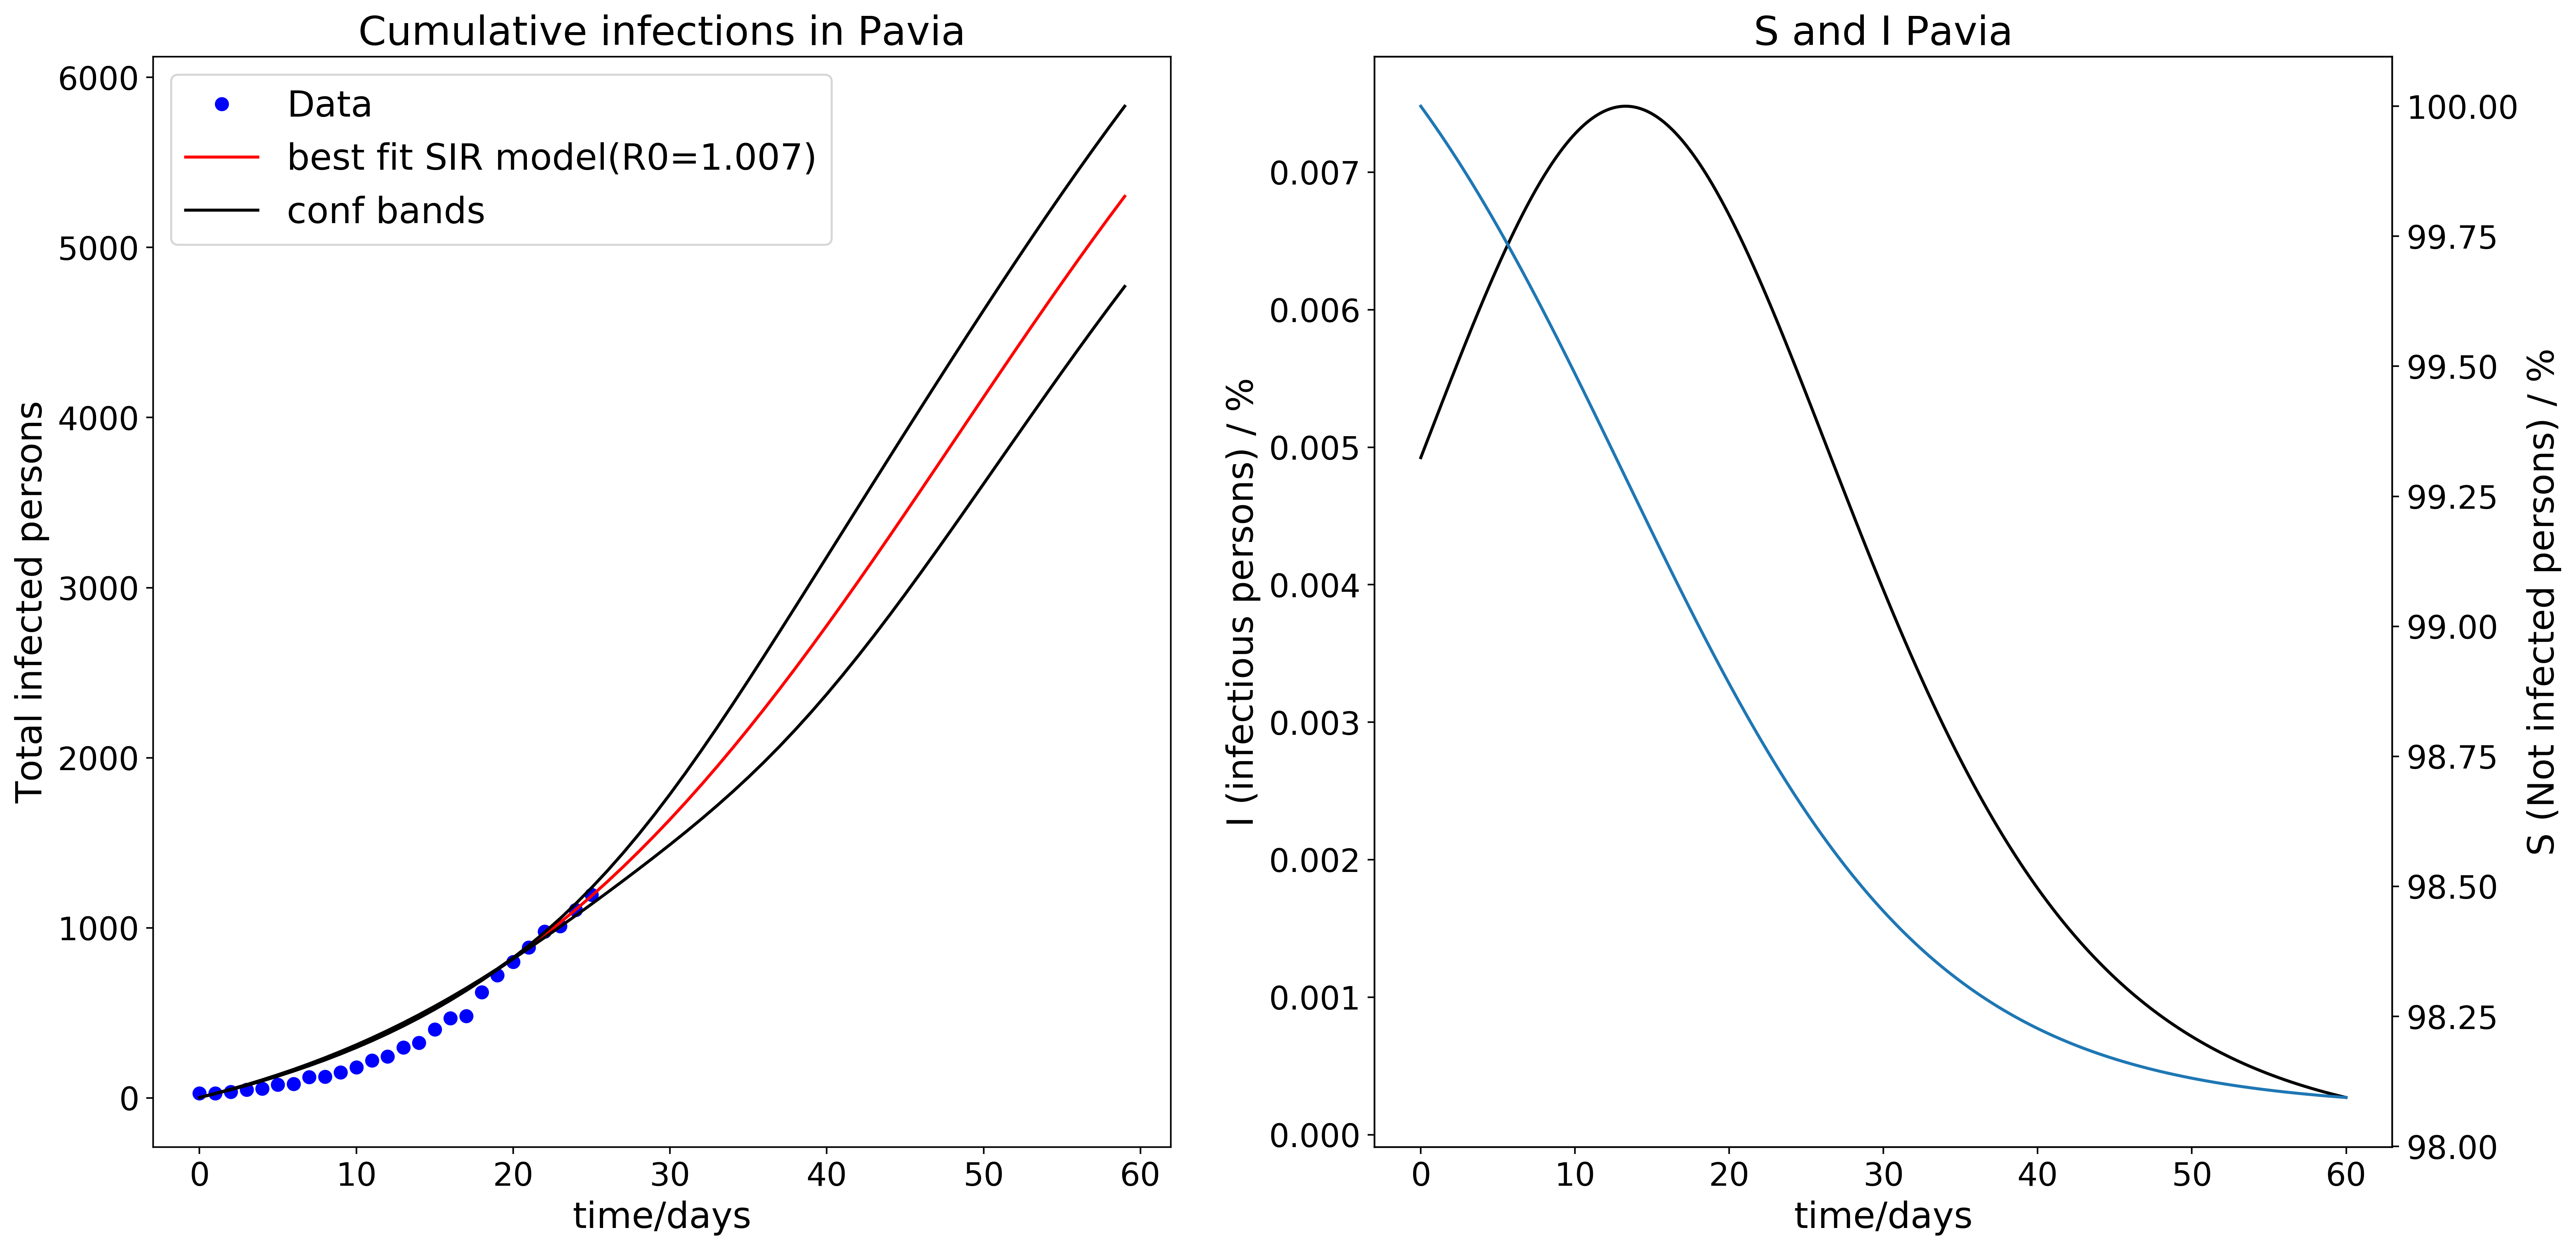 Cumulative infections in Pavia
Data
best fit SIR model(R0=1.007)
conf bands
Total infected persons
6000
5000
4000
3000
2000
1000
0
0 10 20 30 40 50 60
time/days
S and I Pavia
I (infectious persons) / %
0.007
0.006
0.005
0.004
0.003
0.002
0.001
0.000
100.00
99.75
99.50
99.25
99.00
98.75
98.50
98.25
98.00
S (Not infected persons) / %
0 10 20 30 40 50 60
time/days